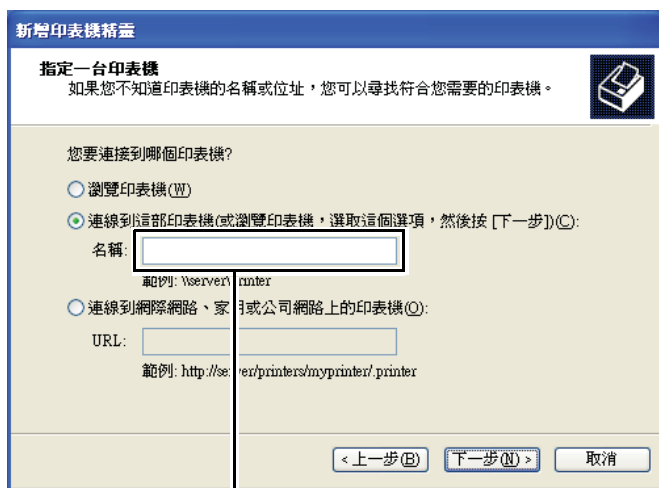 新增印表機精靈
指定一台印表機
如果您不知道印表機的名稱或位址，您可以尋找符合您需要的印表機。
您要連接到哪個印表機?
瀏覽印表機(W)
連線到這部印表機(或瀏覽印表機，選取這個選項，然後按 [下一步])(C):
名稱:
範例: \\server\printer
連線到網際網路、家用或公司網路上的印表機(O):
URL:
範例: http://server/printers/myprinter/.printer
<上一步(B) 下一步(N)> 取消